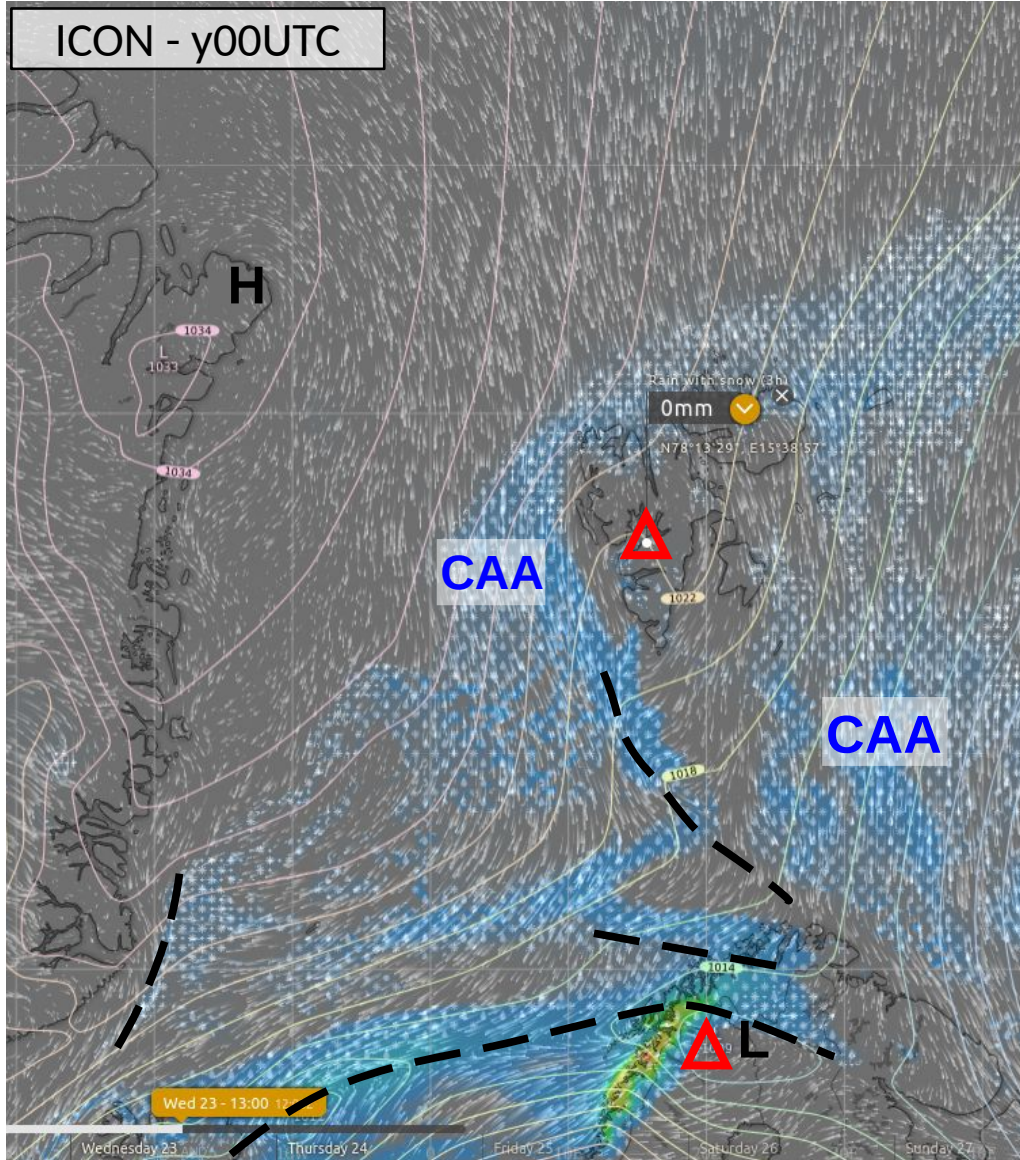 ICON - y00UTC
H
1034
L
1033
Rain with snow (3h)
0mm
N78°13'29", E15°38'57"
1034
CAA
1022
CAA
1018
1014
L
Wed 23 - 13:00
Wednesday 23
Thursday 24
Friday 25
Saturday 26
Sunday 27